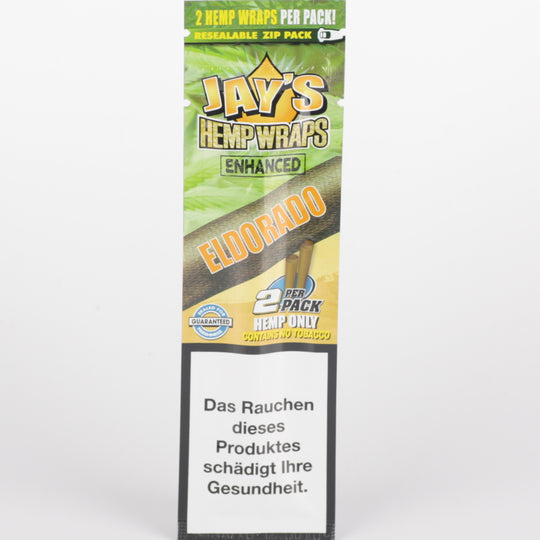 2 HEMP WRAPS PER PACK!
RESEALABLE ZIP PACK
JAY'S
HEMP WRAPS
ENHANCED
ELDORADO
2 PER PACK
HEMP ONLY
CONTAINS NO TOBACCO
GUARANTEED
Das Rauchen
dieses
Produktes
schädigt Ihre
Gesundheit.